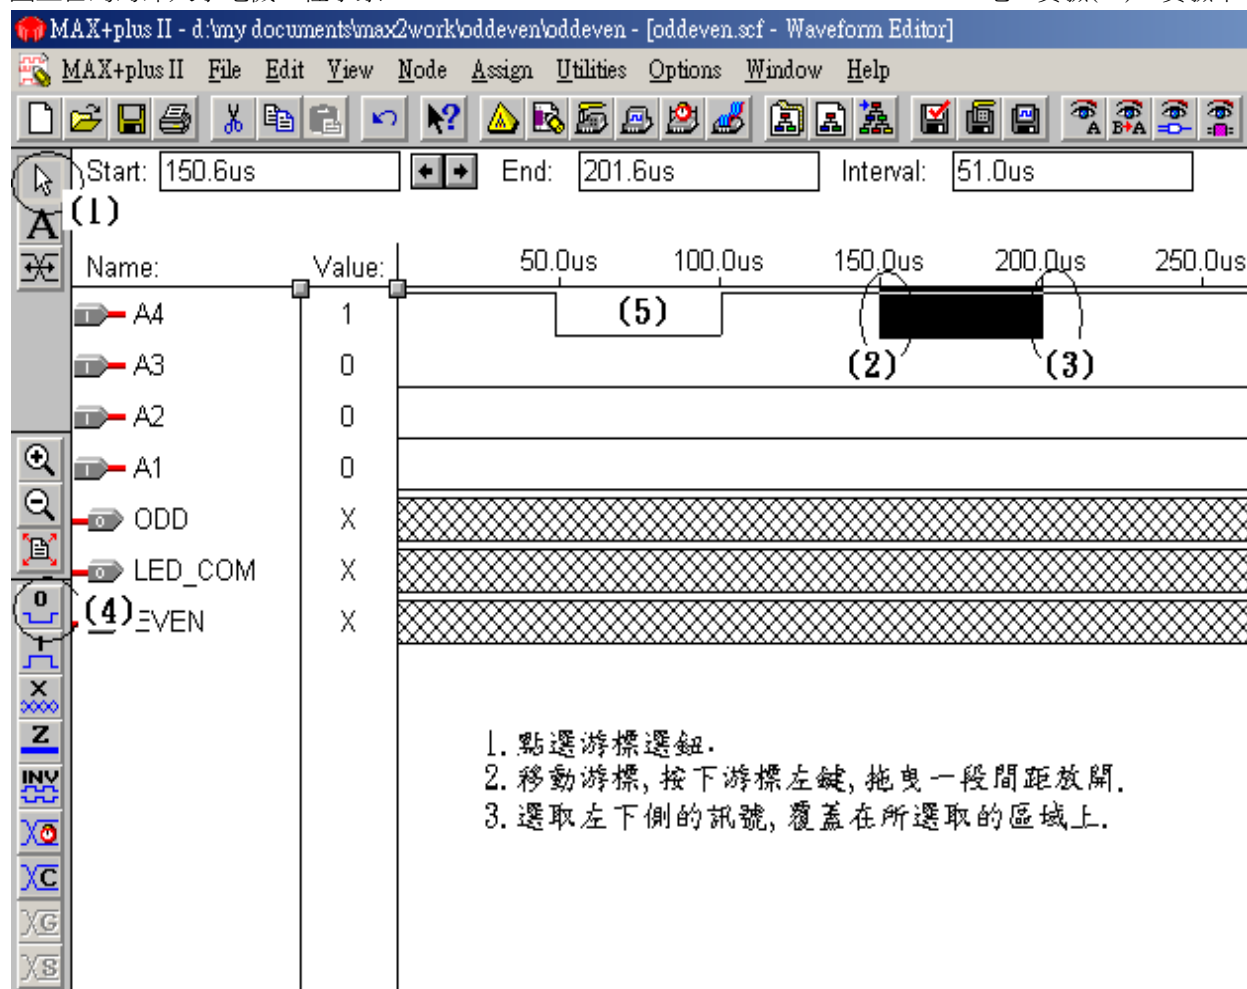 MAX+plus II - d:\my documents\max2work\oddeven\oddeven - [oddeven.scf - Waveform Editor]
MAX+plus II File Edit View Node Assign Utilities Options Window Help
Start: 150.6us End: 201.6us Interval: 51.0us
(1)
A
Name: Value: 50.0us 100.0us 150.0us 200.0us 250.0us
A4 1 (5)
(2) (3)
A3 0
A2 0
A1 0
ODD X
LED_COM X
0 (4) EVEN X
1
X
Z
INV
C
G
S
1. 點選游標選鈕.
2. 移動游標, 按下游標左鍵, 拖曳一段間距放開.
3. 選取左下側的訊號, 覆蓋在所選取的區域上.